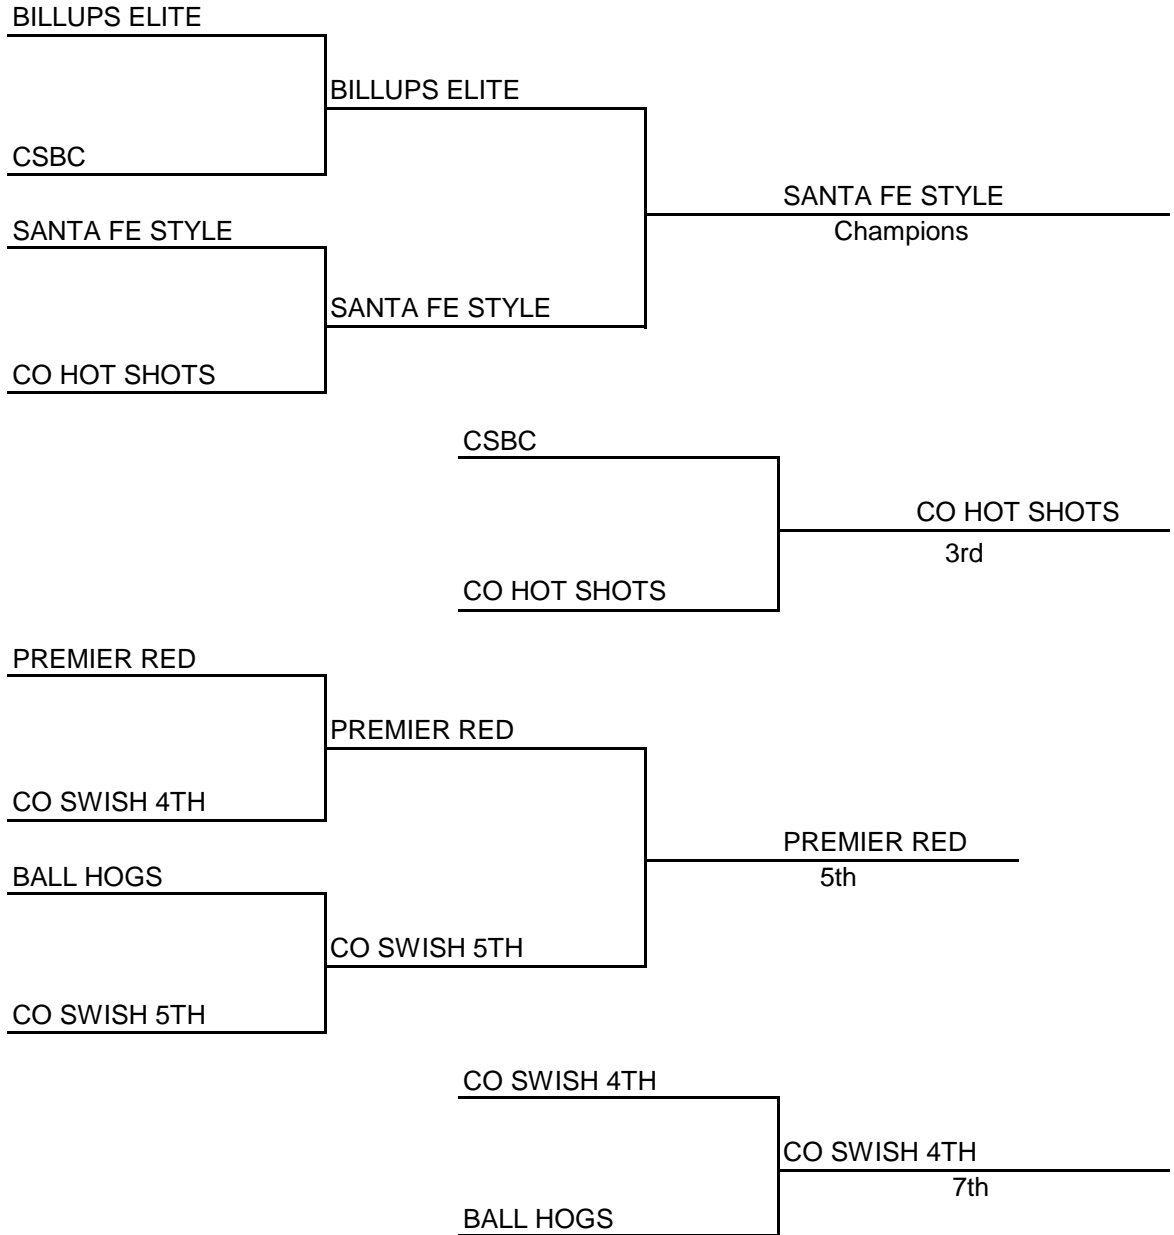 BILLUPS ELITE
BILLUPS ELITE
CSBC
SANTA FE STYLE
Champions
SANTA FE STYLE
SANTA FE STYLE
CO HOT SHOTS
CSBC
CO HOT SHOTS
3rd
CO HOT SHOTS
PREMIER RED
PREMIER RED
CO SWISH 4TH
PREMIER RED
5th
BALL HOGS
CO SWISH 5TH
CO SWISH 5TH
CO SWISH 4TH
CO SWISH 4TH
7th
BALL HOGS